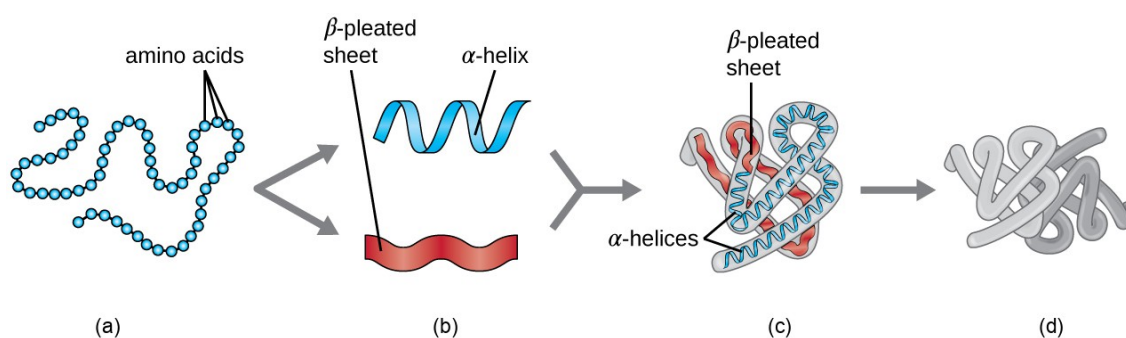 amino acids
β-pleated
sheet
α-helix
β-pleated
sheet
α-helices
(a)
(b)
(c)
(d)